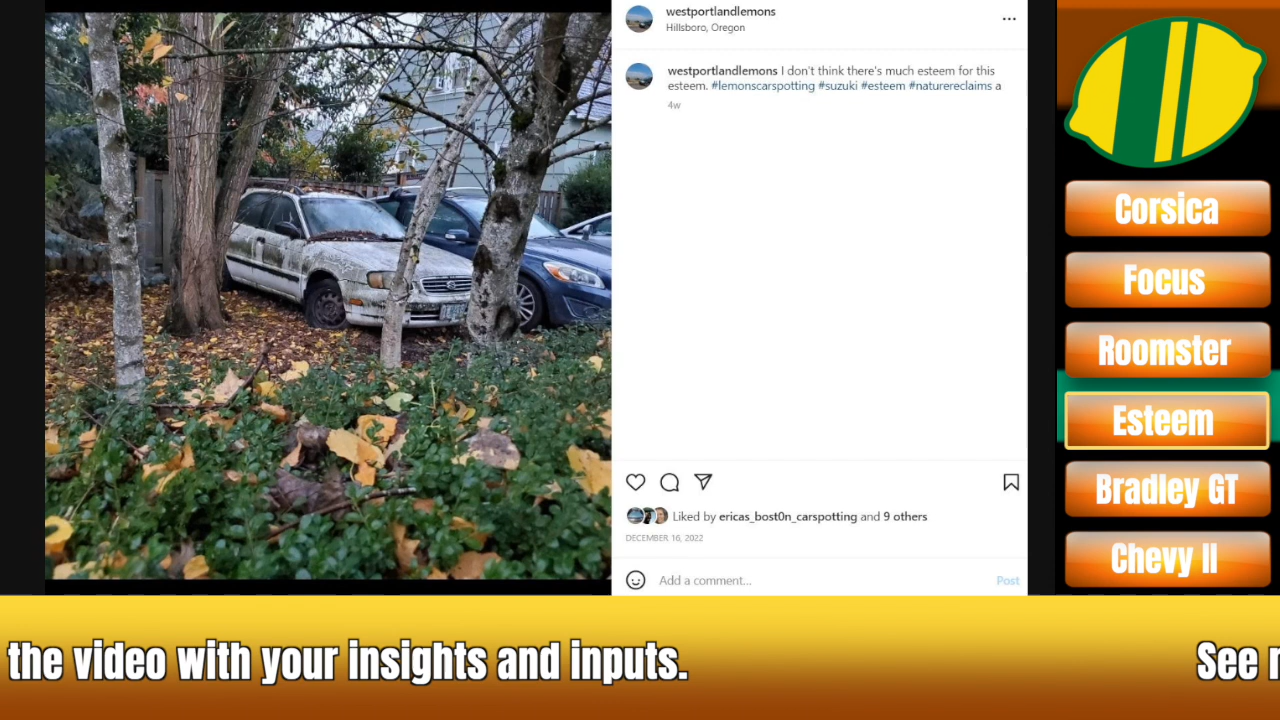 westportlandlemons
Hillsboro, Oregon
westportlandlemons I don't think there's much esteem for this
esteem. #lemonscarspotting #suzuki #esteem #naturereclaims a
4w
Liked by ericas_bost0n_carspotting and 9 others
DECEMBER 16, 2022
Add a comment...
Post
Corsica
Focus
Roomster
Esteem
Bradley GT
Chevy II
the video with your insights and inputs.
See